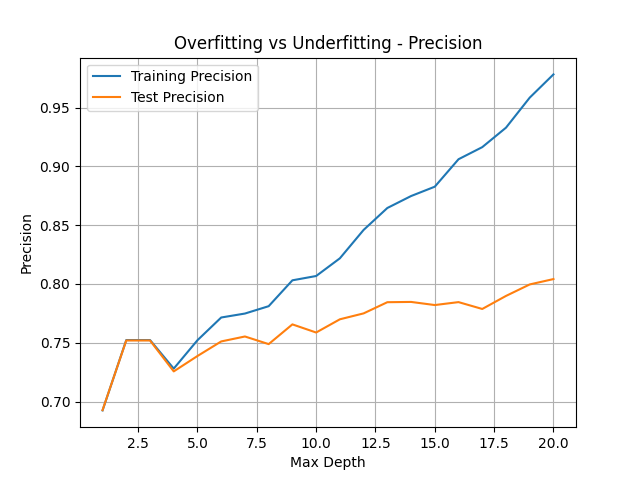 Overfitting vs Underfitting - Precision
Training Precision
Test Precision
0.95
0.90
0.85
0.80
0.75
0.70
Precision
2.5 5.0 7.5 10.0 12.5 15.0 17.5 20.0
Max Depth